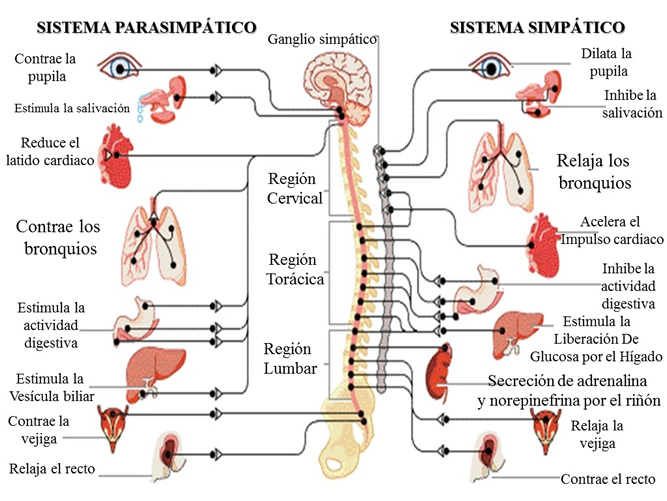 SISTEMA PARASIMPÁTICO
Contrae la
pupila
Estimula la salivación
Reduce el
latido cardiaco
Contrae los
bronquios
Estimula la
actividad
digestiva
Estimula la
Vesícula biliar
Contrae la
vejiga
Relaja el recto
Ganglio simpático
Región
Cervical
Región
Torácica
Región
Lumbar
SISTEMA SIMPÁTICO
Dilata la
pupila
Inhibe la
salivación
Relaja los
bronquios
Acelera el
Impulso cardiaco
Inhibe la
actividad
digestiva
Estimula la
Liberación De
Glucosa por el Hígado
Secreción de adrenalina
y norepinefrina por el riñón
Relaja la
vejiga
Contrae el recto